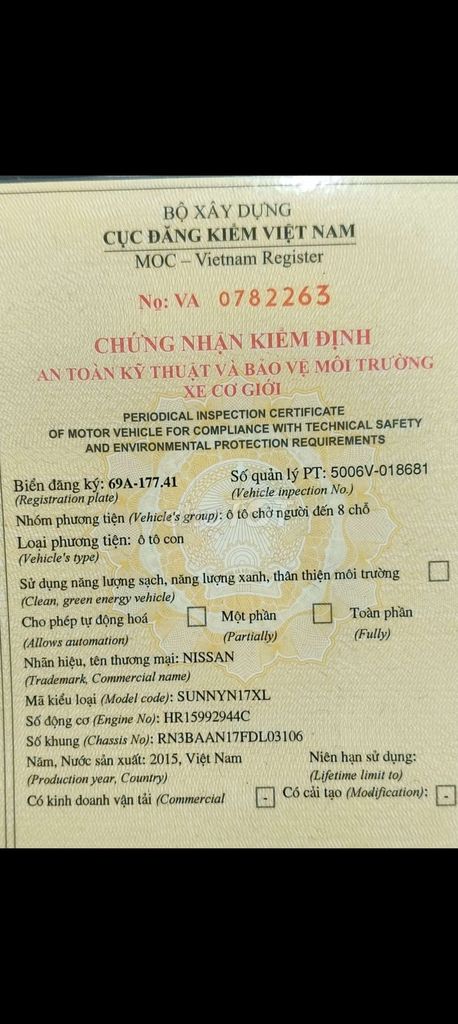 BỘ XÂY DỰNG
CỤC ĐĂNG KIỂM VIỆT NAM
MOC – Vietnam Register
No: VA 0782263
CHỨNG NHẬN KIỂM ĐỊNH
AN TOÀN KỸ THUẬT VÀ BẢO VỆ MÔI TRƯỜNG
XE CƠ GIỚI
PERIODICAL INSPECTION CERTIFICATE
OF MOTOR VEHICLE FOR COMPLIANCE WITH TECHNICAL SAFETY
AND ENVIRONMENTAL PROTECTION REQUIREMENTS
Biển đăng ký: 69A-177.41 Số quản lý PT: 5006V-018681
(Registration plate) (Vehicle inpection No.)
Nhóm phương tiện (Vehicle's group): ô tô chở người đến 8 chỗ
Loại phương tiện: ô tô con
(Vehicle's type)
Sử dụng năng lượng sạch, năng lượng xanh, thân thiện môi trường
(Clean, green energy vehicle)
Cho phép tự động hoá Một phần Toàn phần
(Allows automation) (Partially) (Fully)
Nhãn hiệu, tên thương mại: NISSAN
(Trademark, Commercial name)
Mã kiểu loại (Model code): SUNNYN17XL
Số động cơ (Engine No): HR15992944C
Số khung (Chassis No): RN3BAAN17FDL03106
Năm, Nước sản xuất: 2015, Việt Nam Niên hạn sử dụng:
(Production year, Country) (Lifetime limit to)
Có kinh doanh vận tải (Commercial - Có cải tạo (Modification): -